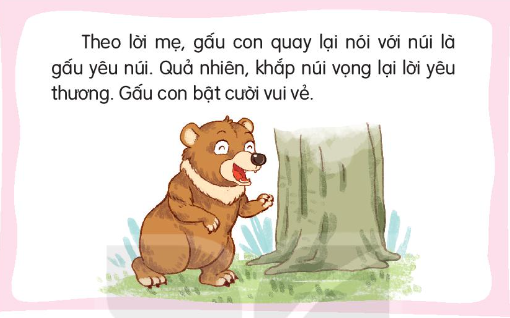 Theo lời mẹ, gấu con quay lại nói với núi là
gấu yêu núi. Quả nhiên, khắp núi vọng lại lời yêu
thương. Gấu con bật cười vui vẻ.